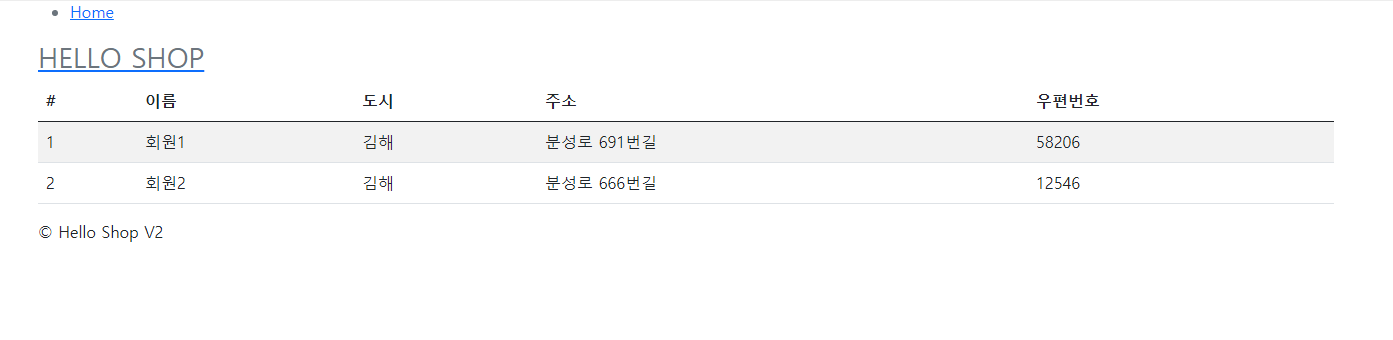 Home
HELLO SHOP
# 이름 도시 주소 우편번호
1 회원1 김해 분성로 691번길 58206
2 회원2 김해 분성로 666번길 12546
© Hello Shop V2